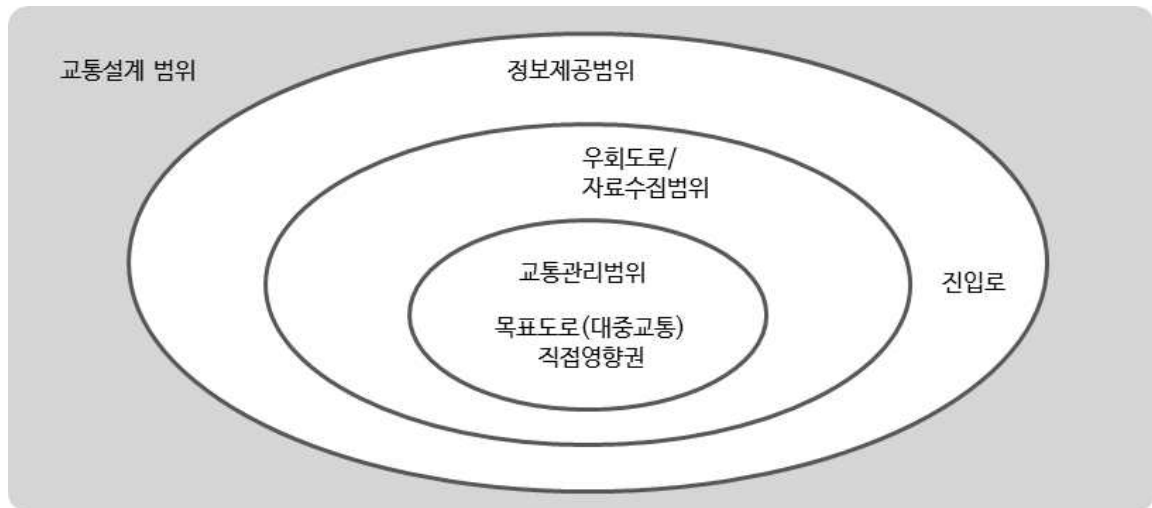 교통설계 범위
정보제공범위
우회도로/
자료수집범위
교통관리범위
진입로
목표도로(대중교통)
직접영향권